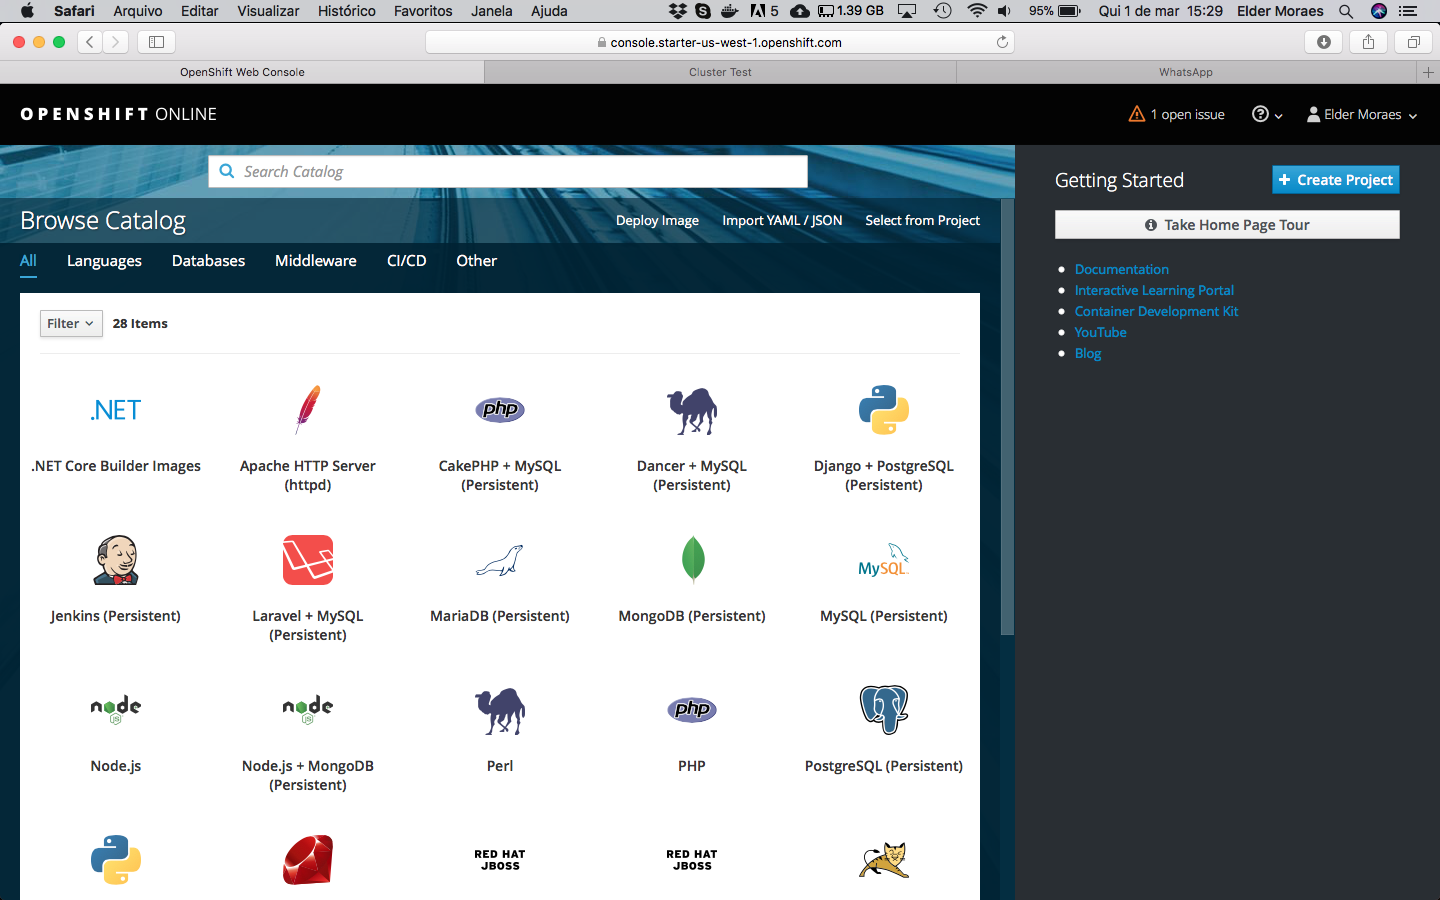 Safari Arquivo Editar Visualizar Histórico Favoritos Janela Ajuda 5 1.39 GB 95% Qui 1 de mar 15:29 Elder Moraes
console.starter-us-west-1.openshift.com
OpenShift Web Console Cluster Test WhatsApp
OPENSHIFT ONLINE 1 open issue Elder Moraes
Search Catalog
Browse Catalog Deploy Image Import YAML / JSON Select from Project
All Languages Databases Middleware CI/CD Other
Filter 28 Items
.NET php
.NET Core Builder Images Apache HTTP Server CakePHP + MySQL Dancer + MySQL Django + PostgreSQL
(httpd) (Persistent) (Persistent) (Persistent)
MySQL
Jenkins (Persistent) Laravel + MySQL MariaDB (Persistent) MongoDB (Persistent) MySQL (Persistent)
(Persistent)
node node php
JS JS
Node.js Node.js + MongoDB Perl PHP PostgreSQL (Persistent)
(Persistent)
RED HAT RED HAT
JBOSS JBOSS
Getting Started + Create Project
Take Home Page Tour
Documentation
Interactive Learning Portal
Container Development Kit
YouTube
Blog